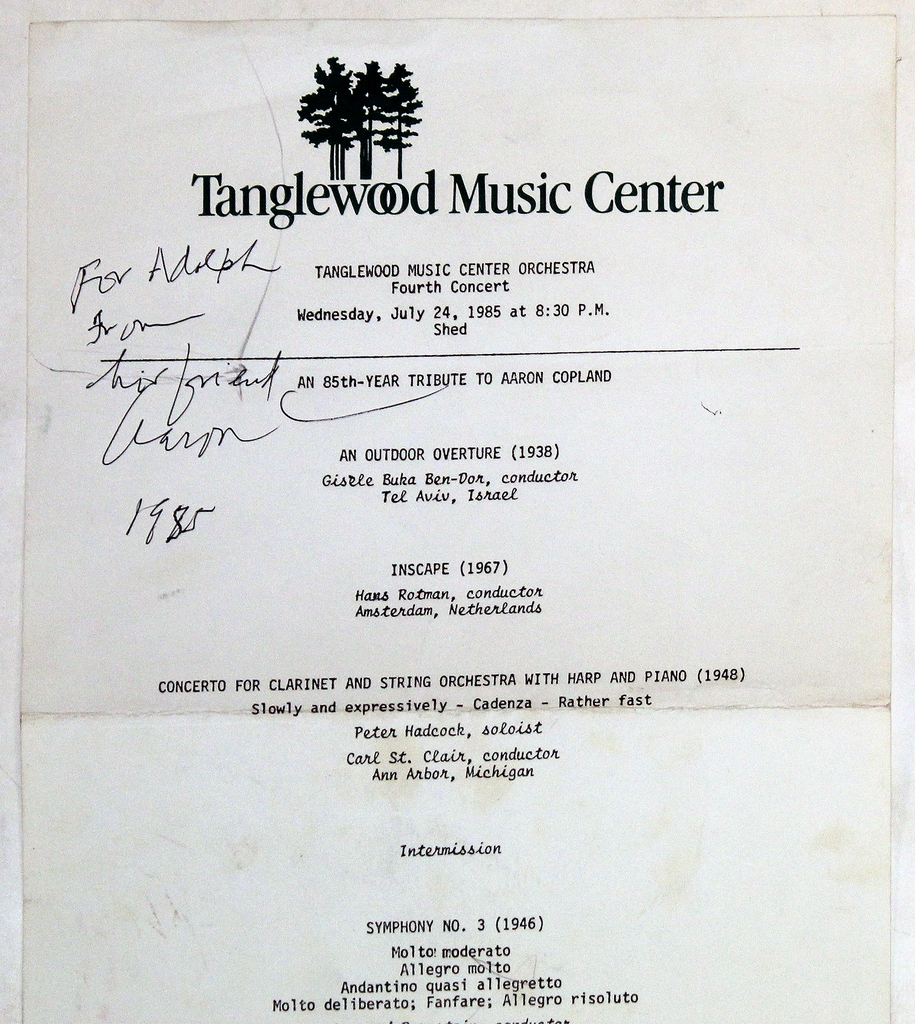 Tanglewood Music Center
For Adolph
From
his friend
Aaron
1985
TANGLEWOOD MUSIC CENTER ORCHESTRA
Fourth Concert
Wednesday, July 24, 1985 at 8:30 P.M.
Shed
AN 85th-YEAR TRIBUTE TO AARON COPLAND
AN OUTDOOR OVERTURE (1938)
Gisèle Buka Ben-Dor, conductor
Tel Aviv, Israel
INSCAPE (1967)
Hans Rotman, conductor
Amsterdam, Netherlands
CONCERTO FOR CLARINET AND STRING ORCHESTRA WITH HARP AND PIANO (1948)
Slowly and expressively - Cadenza - Rather fast
Peter Hadcock, soloist
Carl St. Clair, conductor
Ann Arbor, Michigan
Intermission
SYMPHONY NO. 3 (1946)
Molto moderato
Allegro molto
Andantino quasi allegretto
Molto deliberato; Fanfare; Allegro risoluto
conductor